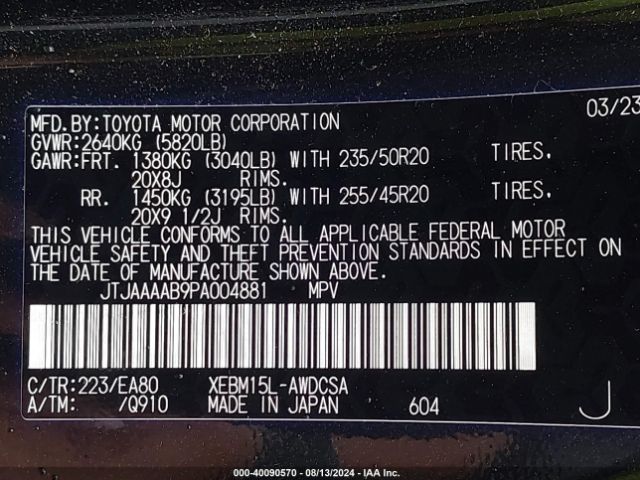 03/23
MFD.BY:TOYOTA MOTOR CORPORATION
GVWR:2640KG (5820LB)
GAWR:FRT. 1380KG (3040LB) WITH 235/50R20 TIRES.
20X8J RIMS.
RR. 1450KG (3195LB) WITH 255/45R20 TIRES.
20X9 1/2J RIMS.
THIS VEHICLE CONFORMS TO ALL APPLICABLE FEDERAL MOTOR
VEHICLE SAFETY AND THEFT PREVENTION STANDARDS IN EFFECT ON
THE DATE OF MANUFACTURE SHOWN ABOVE.
JTJAAAAB9PA004881 MPV
C/TR:223/EA80 XEBM15L-AWDCSA
A/TM: /Q910 MADE IN JAPAN 604 J
000-40090570 - 08/13/2024 - IAA Inc.